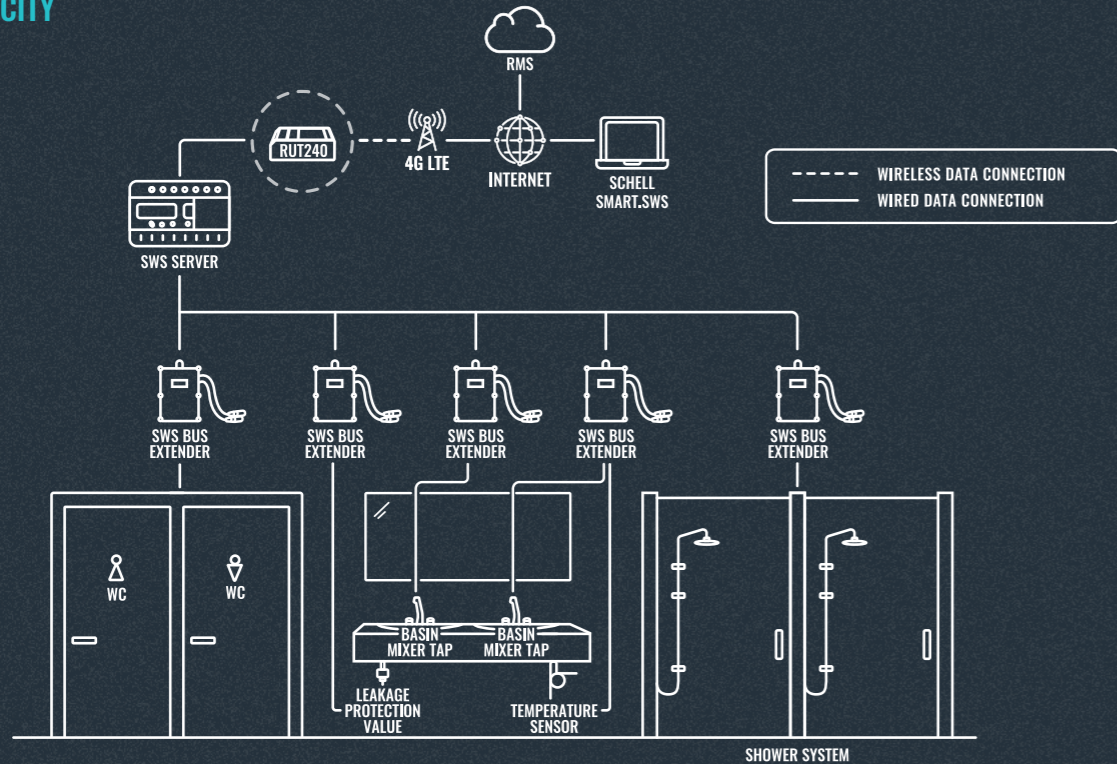 CITY
RMS
RUT240
4G LTE
INTERNET
SCHELL
SMART.SWS
WIRELESS DATA CONNECTION
WIRED DATA CONNECTION
SWS SERVER
SWS BUS
EXTENDER
SWS BUS
EXTENDER
SWS BUS
EXTENDER
SWS BUS
EXTENDER
SWS BUS
EXTENDER
WC
WC
BASIN
MIXER TAP
BASIN
MIXER TAP
LEAKAGE
PROTECTION
VALUE
TEMPERATURE
SENSOR
SHOWER SYSTEM